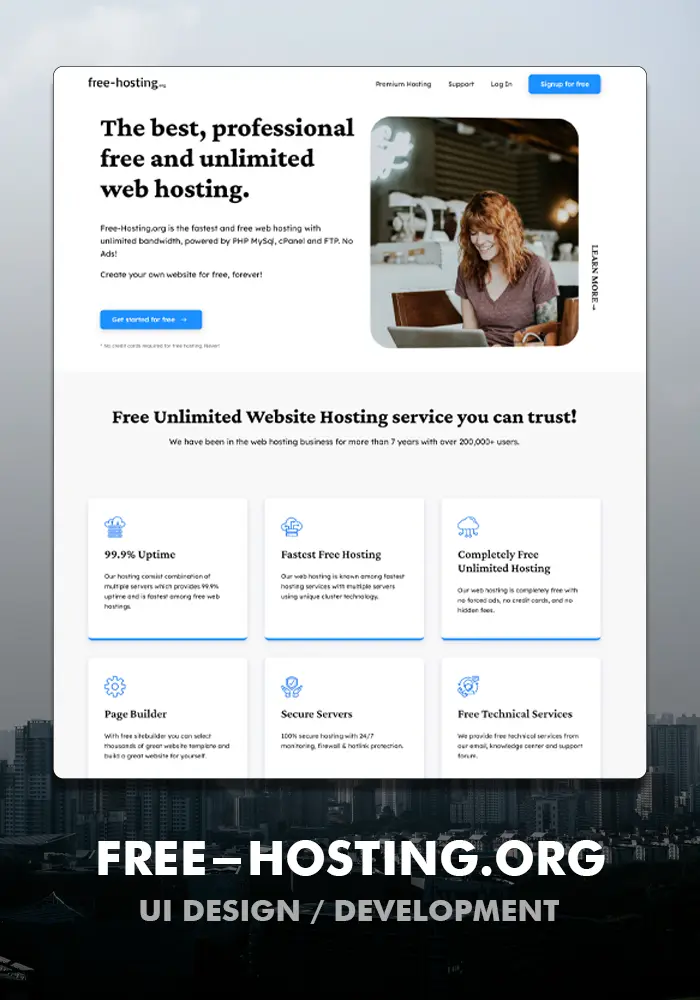 free-hosting.org
Premium Hosting
Support
Log In
Signup for free
The best, professional
free and unlimited
web hosting.
Free-Hosting.org is the fastest and free web hosting with
unlimited bandwidth, powered by PHP MySql, cPanel and FTP. No
Ads!
Create your own website for free, forever!
Get started for free →
* No credit cards required for free hosting. Never!
LEARN MORE →
Free Unlimited Website Hosting service you can trust!
We have been in the web hosting business for more than 7 years with over 200,000+ users.
99.9% Uptime
Our hosting consist combination of
multiple servers which provides 99.9%
uptime and is fastest among free web
hostings.
Fastest Free Hosting
Our web hosting is known among fastest
hosting services with multiple servers
using unique cluster technology.
Completely Free
Unlimited Hosting
Our web hosting is completely free with
no forced ads, no credit cards, and no
hidden fees.
Page Builder
With free sitebuilder you can select
thousands of great website template and
build a great website for yourself.
Secure Servers
100% secure hosting with 24/7
monitoring, firewall & hotlink protection.
Free Technical Services
We provide free technical services from
our email, knowledge center and support
forum.
FREE–HOSTING.ORG
UI DESIGN / DEVELOPMENT